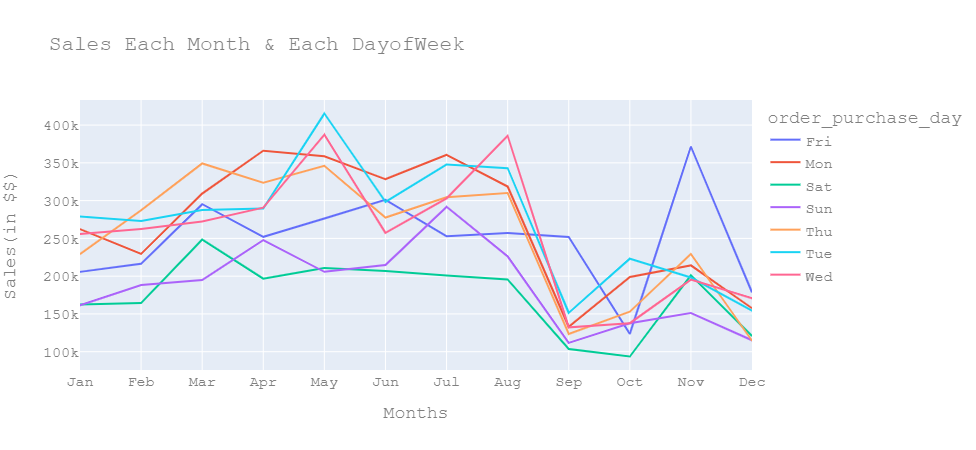 Sales Each Month & Each DayofWeek
Sales(in $$)
400k
350k
300k
250k
200k
150k
100k
Jan Feb Mar Apr May Jun Jul Aug Sep Oct Nov Dec
Months
order_purchase_day
Fri
Mon
Sat
Sun
Thu
Tue
Wed